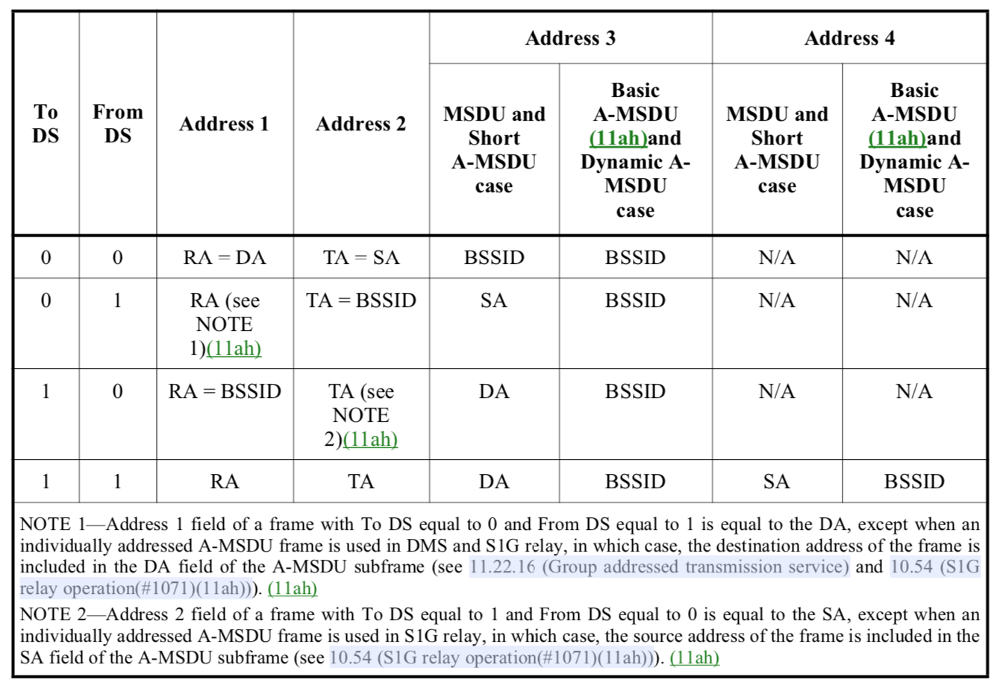 Address 3 Address 4
To DS From DS Address 1 Address 2 MSDU and Short A-MSDU case Basic A-MSDU (11ah)and Dynamic A-MSDU case MSDU and Short A-MSDU case Basic A-MSDU (11ah)and Dynamic A-MSDU case
0 0 RA = DA TA = SA BSSID BSSID N/A N/A
0 1 RA (see NOTE 1)(11ah) TA = BSSID SA BSSID N/A N/A
1 0 RA = BSSID TA (see NOTE 2)(11ah) DA BSSID N/A N/A
1 1 RA TA DA BSSID SA BSSID
NOTE 1—Address 1 field of a frame with To DS equal to 0 and From DS equal to 1 is equal to the DA, except when an
individually addressed A-MSDU frame is used in DMS and S1G relay, in which case, the destination address of the frame is
included in the DA field of the A-MSDU subframe (see 11.22.16 (Group addressed transmission service) and 10.54 (S1G
relay operation(#1071)(11ah))). (11ah)
NOTE 2—Address 2 field of a frame with To DS equal to 1 and From DS equal to 0 is equal to the SA, except when an
individually addressed A-MSDU frame is used in S1G relay, in which case, the source address of the frame is included in the
SA field of the A-MSDU subframe (see 10.54 (S1G relay operation(#1071)(11ah))). (11ah)